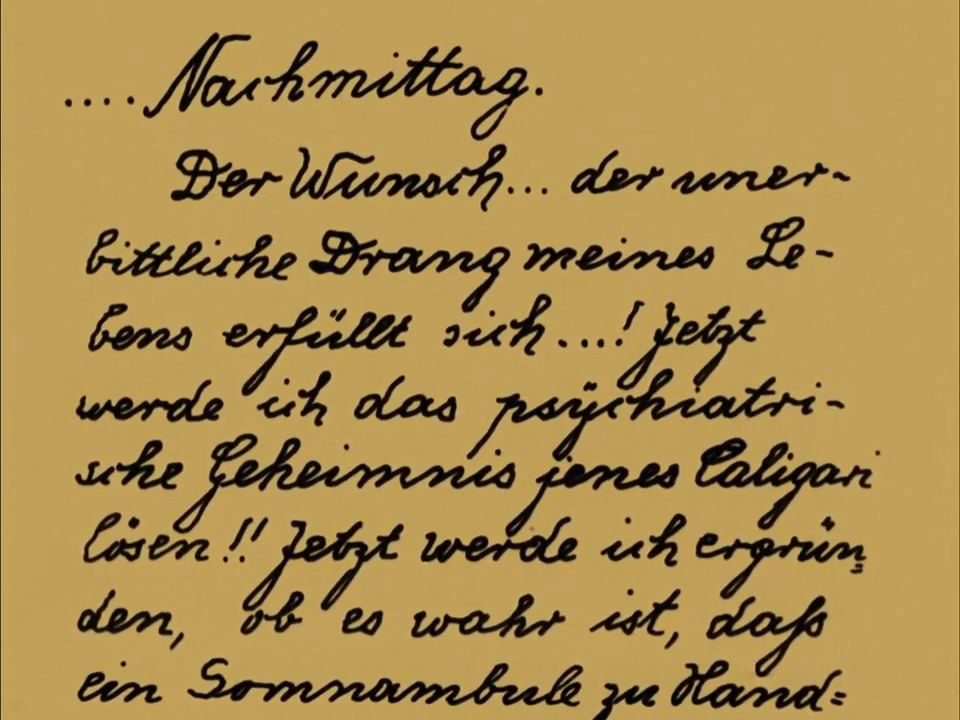 .... Nachmittag.
Der Wunsch... der uner-
bittliche Drang meines Le-
bens erfüllt sich...! Jetzt
werde ich das psÿchiatri-
sche Geheimnis jenes Caligari
lösen!! Jetzt werde ich ergrün=
den, ob es wahr ist, daß
ein Somnambule zu Hand=